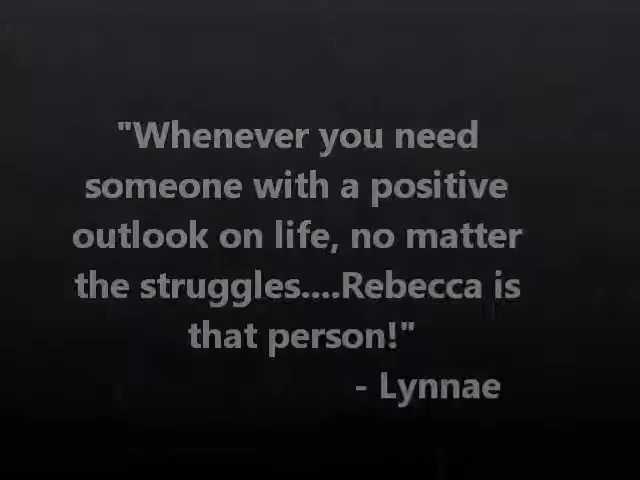 "Whenever you need
someone with a positive
outlook on life, no matter
the struggles....Rebecca is
that person!"
- Lynnae